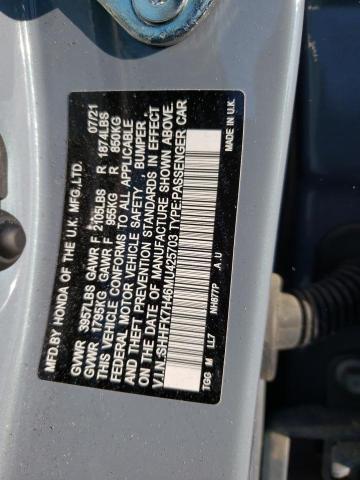 MFD.BY HONDA OF THE U.K. MFG.,LTD. 07/21
GVWR 3957LBS GAWR F 2105LBS R 1874LBS
GVWR 1795KG GAWR F 955KG R 850KG
THIS VEHICLE CONFORMS TO ALL APPLICABLE
FEDERAL MOTOR VEHICLE SAFETY , BUMPER ,
AND THEFT PREVENTION STANDARDS IN EFFECT
ON THE DATE OF MANUFACTURE SHOWN ABOVE.
V.I.N.:SHHFK7H46MU425703 TYPE:PASSENGER CAR
NH877P A.U MADE IN U.K
TGG M LL7